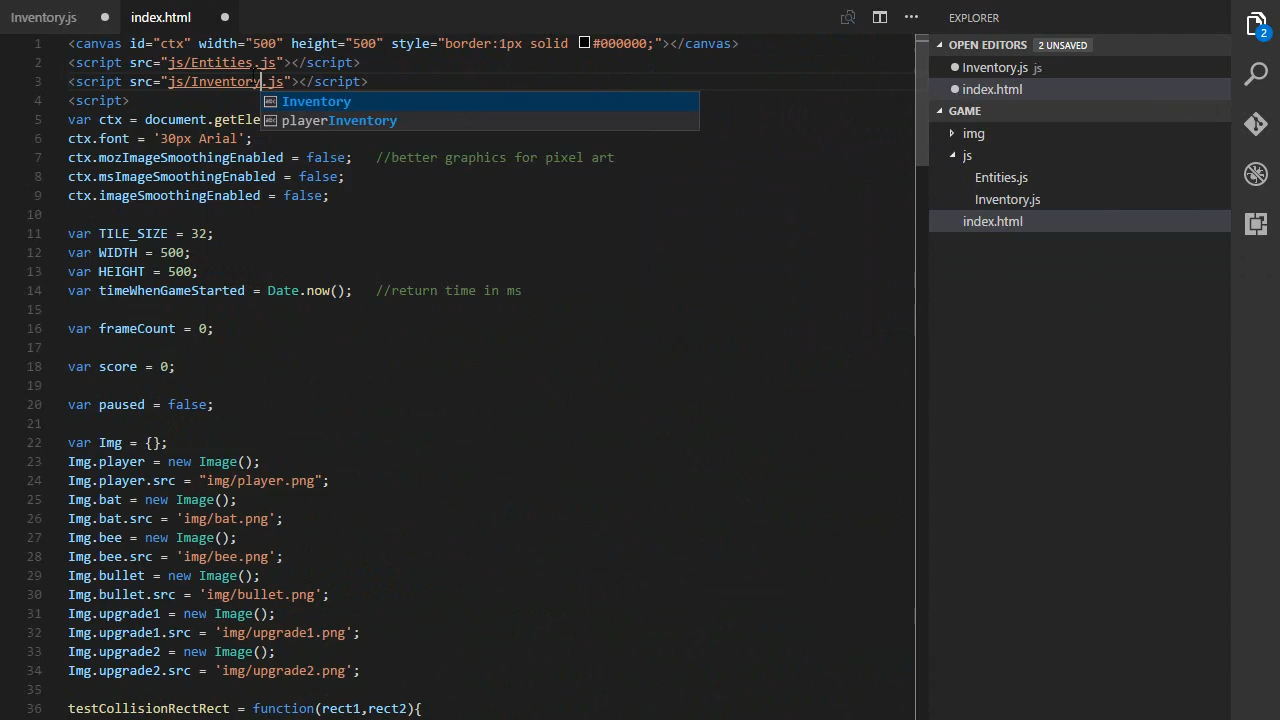 Inventory.js
index.html
1 <canvas id="ctx" width="500" height="500" style="border:1px solid #000000;"></canvas>
2 <script src="js/Entities.js"></script>
3 <script src="js/Inventory.js"></script>
Inventory
4 <script>
playerInventory
5 var ctx = document.getEle
6 ctx.font = '30px Arial';
7 ctx.mozImageSmoothingEnabled = false; //better graphics for pixel art
8 ctx.msImageSmoothingEnabled = false;
9 ctx.imageSmoothingEnabled = false;
10
11 var TILE_SIZE = 32;
12 var WIDTH = 500;
13 var HEIGHT = 500;
14 var timeWhenGameStarted = Date.now(); //return time in ms
15
16 var frameCount = 0;
17
18 var score = 0;
19
20 var paused = false;
21
22 var Img = {};
23 Img.player = new Image();
24 Img.player.src = "img/player.png";
25 Img.bat = new Image();
26 Img.bat.src = 'img/bat.png';
27 Img.bee = new Image();
28 Img.bee.src = 'img/bee.png';
29 Img.bullet = new Image();
30 Img.bullet.src = 'img/bullet.png';
31 Img.upgrade1 = new Image();
32 Img.upgrade1.src = 'img/upgrade1.png';
33 Img.upgrade2 = new Image();
34 Img.upgrade2.src = 'img/upgrade2.png';
35
36 testCollisionRectRect = function(rect1,rect2){
EXPLORER
OPEN EDITORS 2 UNSAVED
Inventory.js js
index.html
GAME
img
js
Entities.js
Inventory.js
index.html
2